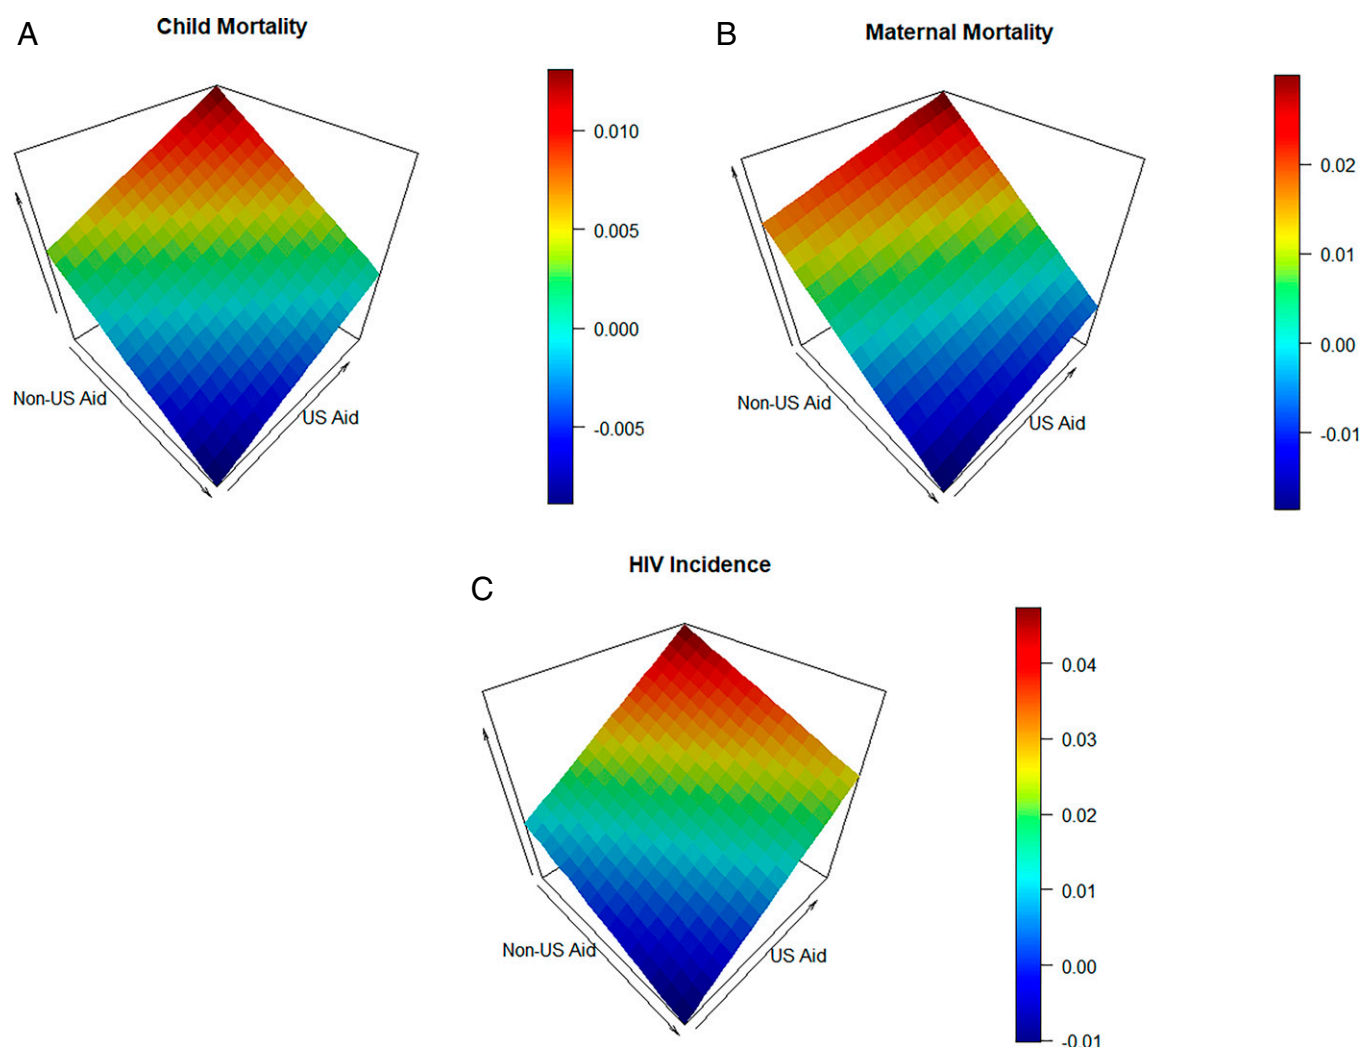 A
Child Mortality
0.010
0.005
0.000
-0.005
Non-US Aid
US Aid
B
Maternal Mortality
0.02
0.01
0.00
-0.01
Non-US Aid
US Aid
C
HIV Incidence
0.04
0.03
0.02
0.01
0.00
-0.01
Non-US Aid
US Aid